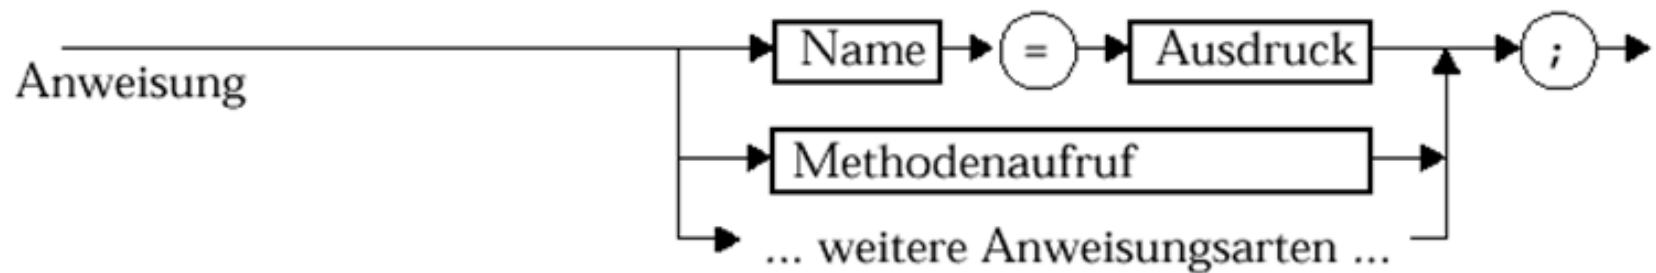 Name = Ausdruck ;
Anweisung
Methodenaufruf
... weitere Anweisungsarten ...